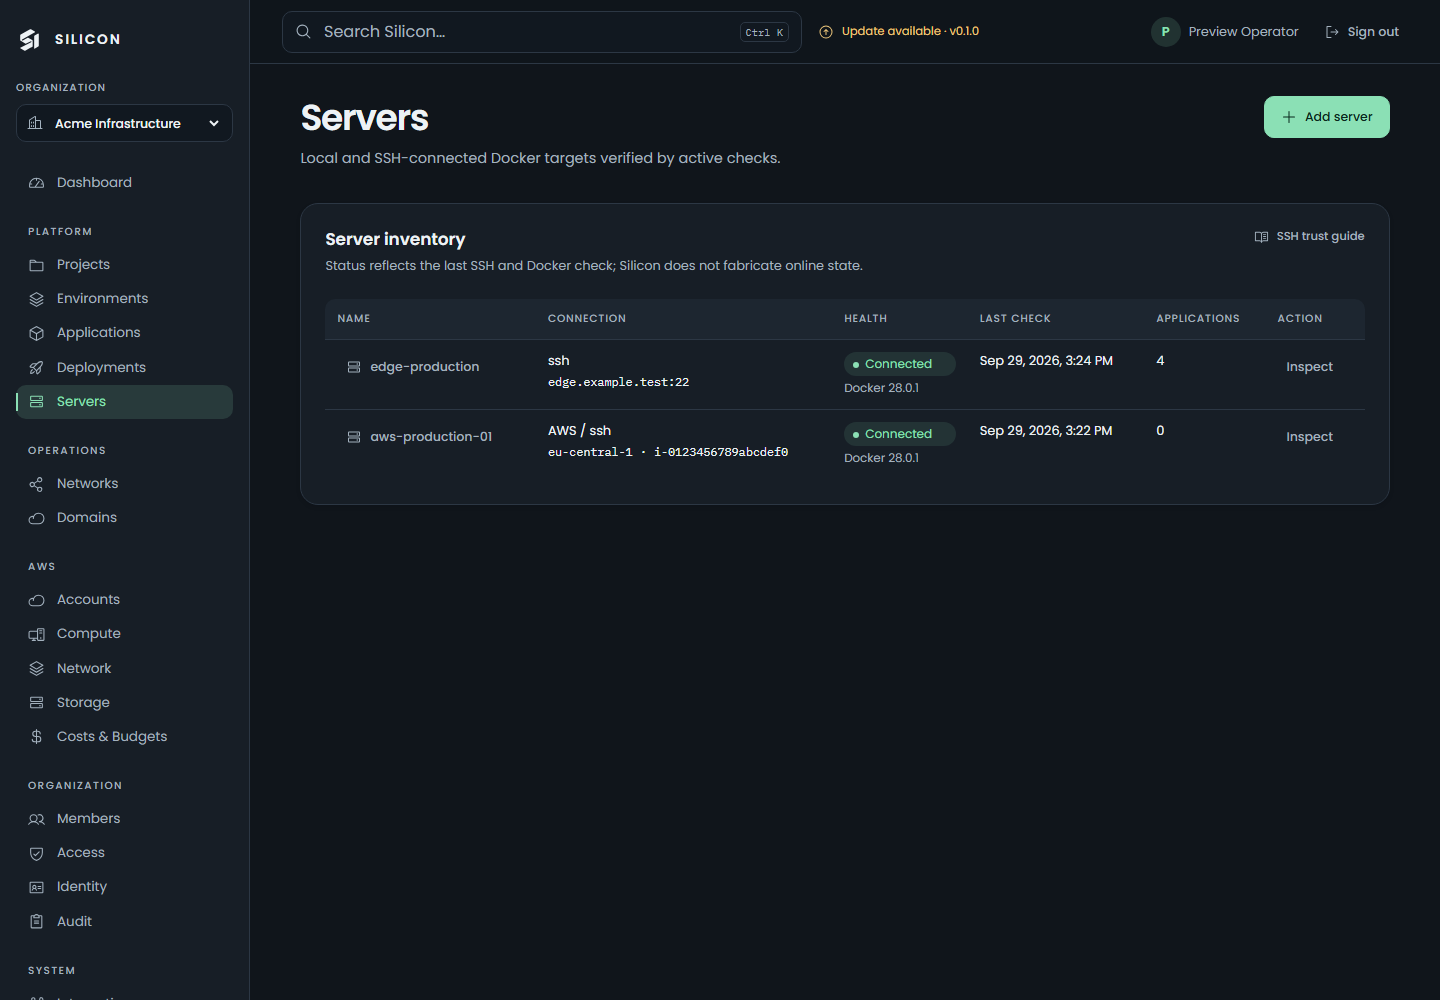 SILICON
ORGANIZATION
Acme Infrastructure
Dashboard
PLATFORM
Projects
Environments
Applications
Deployments
Servers
OPERATIONS
Networks
Domains
AWS
Accounts
Compute
Network
Storage
Costs & Budgets
ORGANIZATION
Members
Access
Identity
Audit
SYSTEM
Search Silicon...
Ctrl K
Update available · v0.1.0
P
Preview Operator
Sign out
Servers
Local and SSH-connected Docker targets verified by active checks.
Add server
Server inventory
Status reflects the last SSH and Docker check; Silicon does not fabricate online state.
SSH trust guide
NAME CONNECTION HEALTH LAST CHECK APPLICATIONS ACTION
edge-production ssh Connected Sep 29, 2026, 3:24 PM 4 Inspect
edge.example.test:22 Docker 28.0.1
aws-production-01 AWS / ssh Connected Sep 29, 2026, 3:22 PM 0 Inspect
eu-central-1 · i-0123456789abcdef0 Docker 28.0.1